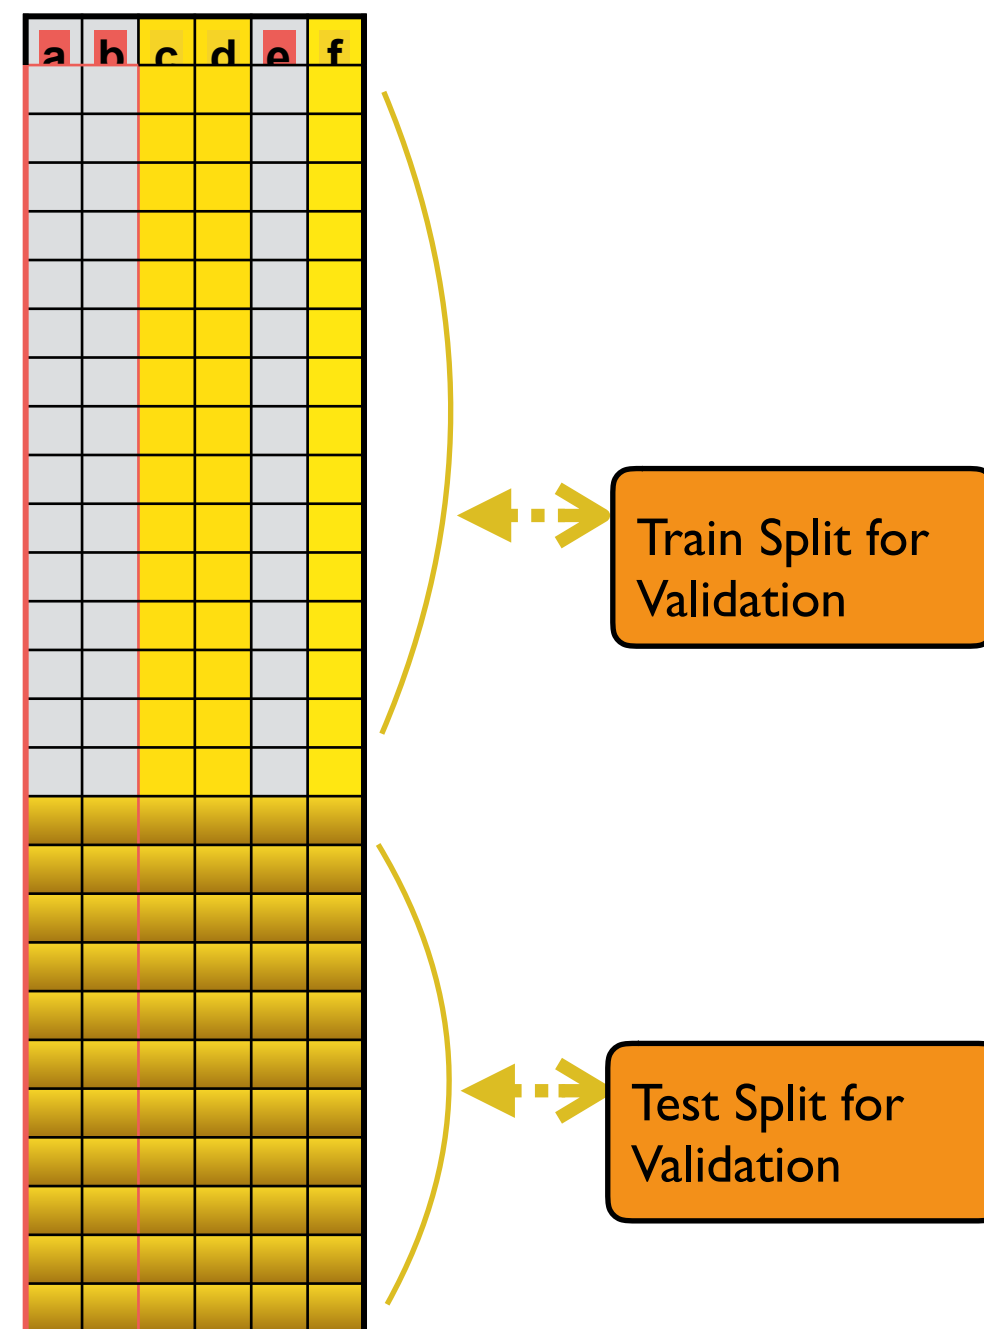 a b c d e f
Train Split for
Validation
Test Split for
Validation